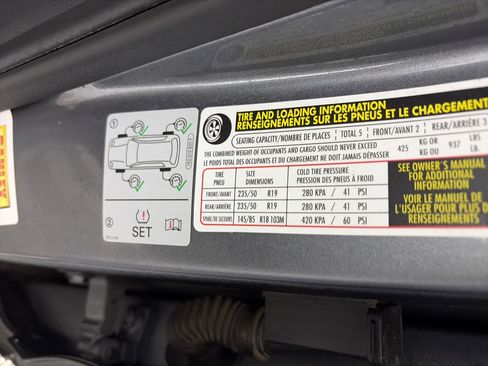 1
2
SET
TIRE AND LOADING INFORMATION
RENSEIGNEMENTS SUR LES PNEUS ET LE CHARGEMENT
SEATING CAPACITY/NOMBRE DE PLACES TOTAL 5 FRONT/AVANT 2 REAR/ARRIÈRE 3
THE COMBINED WEIGHT OF OCCUPANTS AND CARGO SHOULD NEVER EXCEED 425 KG OR 937 LBS
LE POIDS TOTAL DES OCCUPANTS ET DU CHARGEMENT NE DOIT JAMAIS DÉPASSER KG OU LB.
TIRE SIZE COLD TIRE PRESSURE
PNEU DIMENSIONS PRESSION DES PNEUS À FROID
FRONT/AVANT 235/50 R19 280 KPA / 41 PSI
REAR/ARRIÈRE 235/50 R19 280 KPA / 41 PSI
SPARE/DE SECOURS 145/85 R18 103M 420 KPA / 60 PSI
SEE OWNER'S MANUAL
FOR ADDITIONAL
INFORMATION
VOIR LE MANUEL DE
L'USAGER POUR PLUS DE
RENSEIGNEMENTS